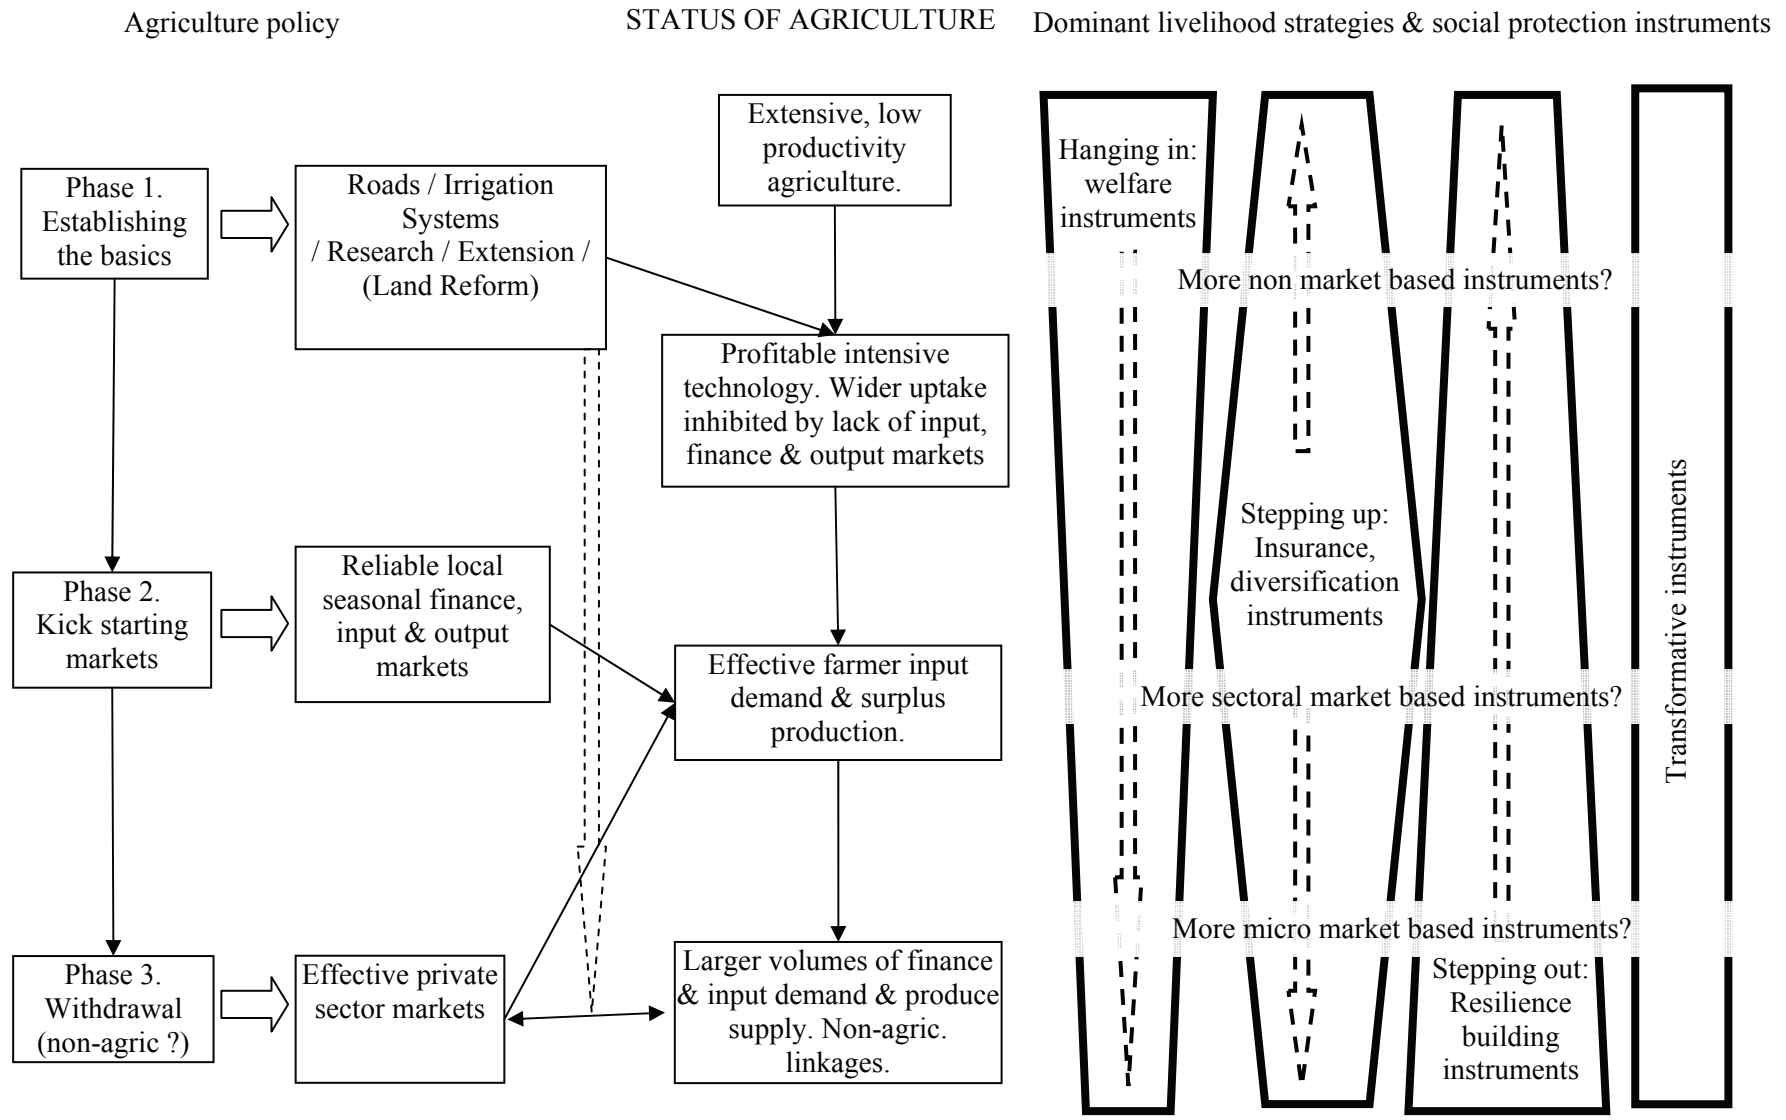 Agriculture policy
STATUS OF AGRICULTURE
Dominant livelihood strategies & social protection instruments
Phase 1.
Establishing
the basics
Roads / Irrigation
Systems
/ Research / Extension /
(Land Reform)
Extensive, low
productivity
agriculture.
Profitable intensive
technology. Wider uptake
inhibited by lack of input,
finance & output markets
Phase 2.
Kick starting
markets
Reliable local
seasonal finance,
input & output
markets
Effective farmer input
demand & surplus
production.
Phase 3.
Withdrawal
(non-agric ?)
Effective private
sector markets
Larger volumes of finance
& input demand & produce
supply. Non-agric.
linkages.
Hanging in:
welfare
instruments
More non market based instruments?
Stepping up:
Insurance,
diversification
instruments
More sectoral market based instruments?
More micro market based instruments?
Stepping out:
Resilience
building
instruments
Transformative instruments